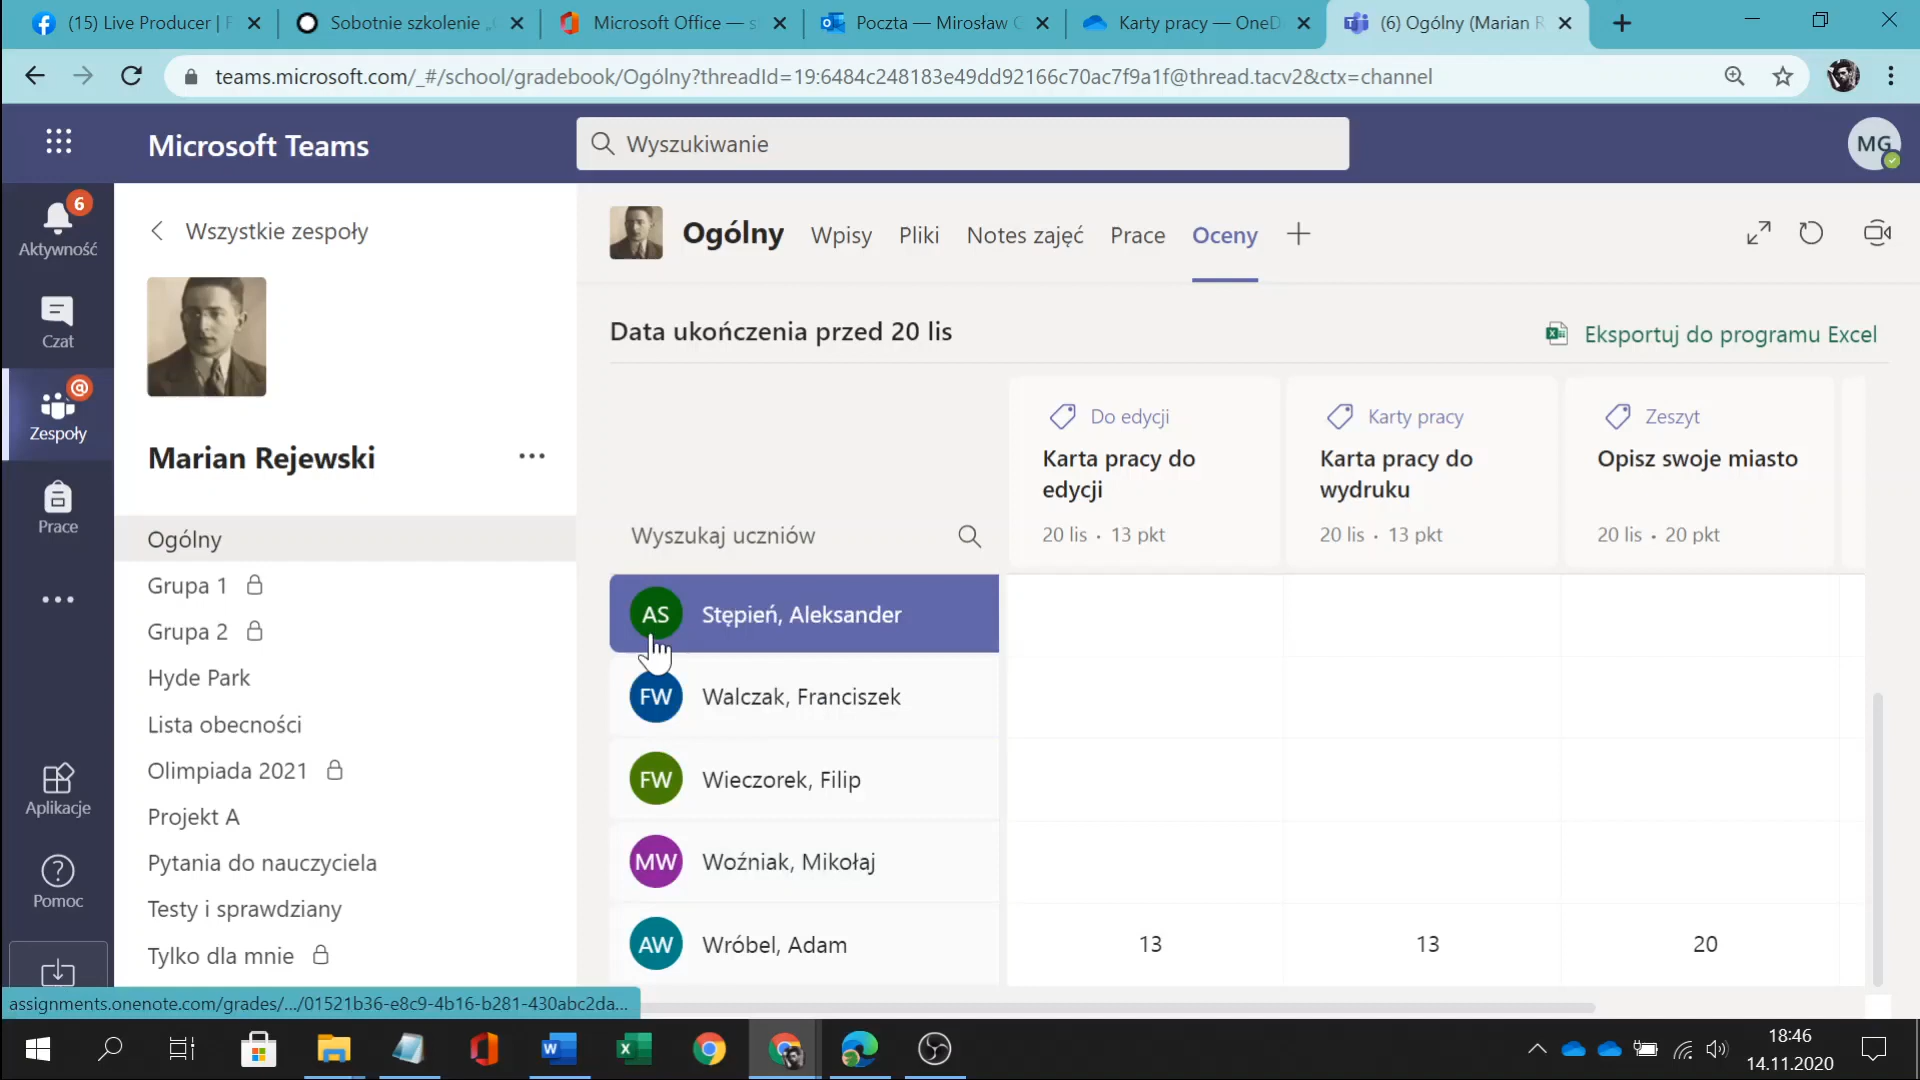 (15) Live Producer | F
Sobotnie szkolenie „
Microsoft Office — s
Poczta — Mirosław G
Karty pracy — OneD
(6) Ogólny (Marian R
teams.microsoft.com/_#/school/gradebook/Ogólny?threadId=19:6484c248183e49dd92166c70ac7f9a1f@thread.tacv2&ctx=channel
Microsoft Teams
Wyszukiwanie
MG
6
Aktywność
Czat
@
Zespoły
Prace
Aplikacje
Pomoc
Wszystkie zespoły
Marian Rejewski
Ogólny
Grupa 1
Grupa 2
Hyde Park
Lista obecności
Olimpiada 2021
Projekt A
Pytania do nauczyciela
Testy i sprawdziany
Tylko dla mnie
Ogólny
Wpisy
Pliki
Notes zajęć
Prace
Oceny
Data ukończenia przed 20 lis
Eksportuj do programu Excel
Do edycji
Karta pracy do
edycji
20 lis • 13 pkt
Karty pracy
Karta pracy do
wydruku
20 lis • 13 pkt
Zeszyt
Opisz swoje miasto
20 lis • 20 pkt
Wyszukaj uczniów
AS Stępień, Aleksander
FW Walczak, Franciszek
FW Wieczorek, Filip
MW Woźniak, Mikołaj
AW Wróbel, Adam 13 13 20
assignments.onenote.com/grades/.../01521b36-e8c9-4b16-b281-430abc2da...
18:46
14.11.2020